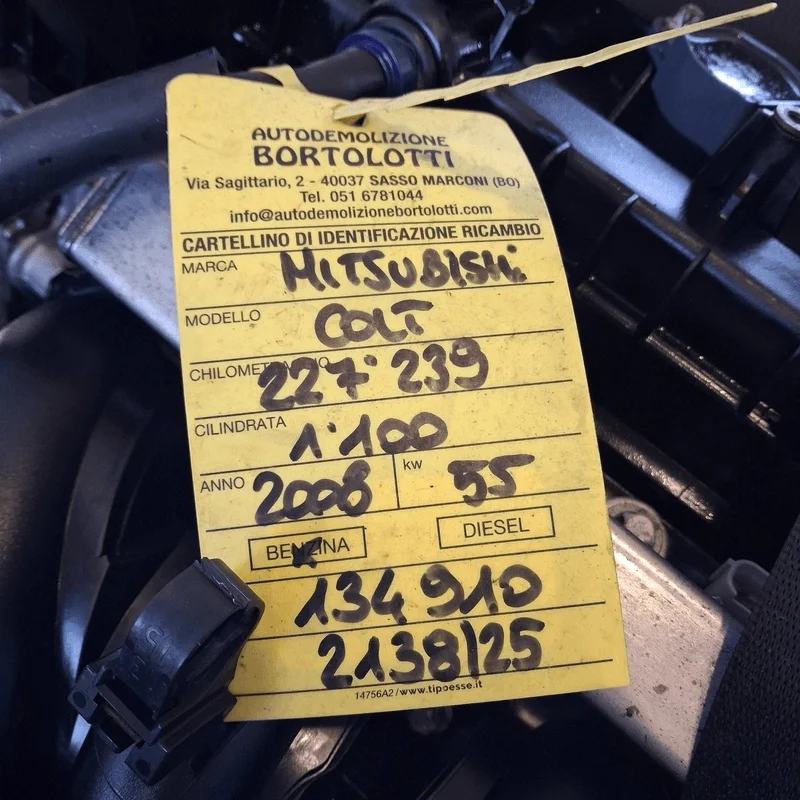 AUTODEMOLIZIONE
BORTOLOTTI
Via Sagittario, 2 - 40037 SASSO MARCONI (BO)
Tel. 051 6781044
info@autodemolizionebortolotti.com
CARTELLINO DI IDENTIFICAZIONE RICAMBIO
MARCA MITSUBISHI
MODELLO COLT
227˙239
CILINDRATA 1˙100
ANNO 2008 kw 55
BENZINA DIESEL
134910
2138/25
14756A2/www.tipoesse.it